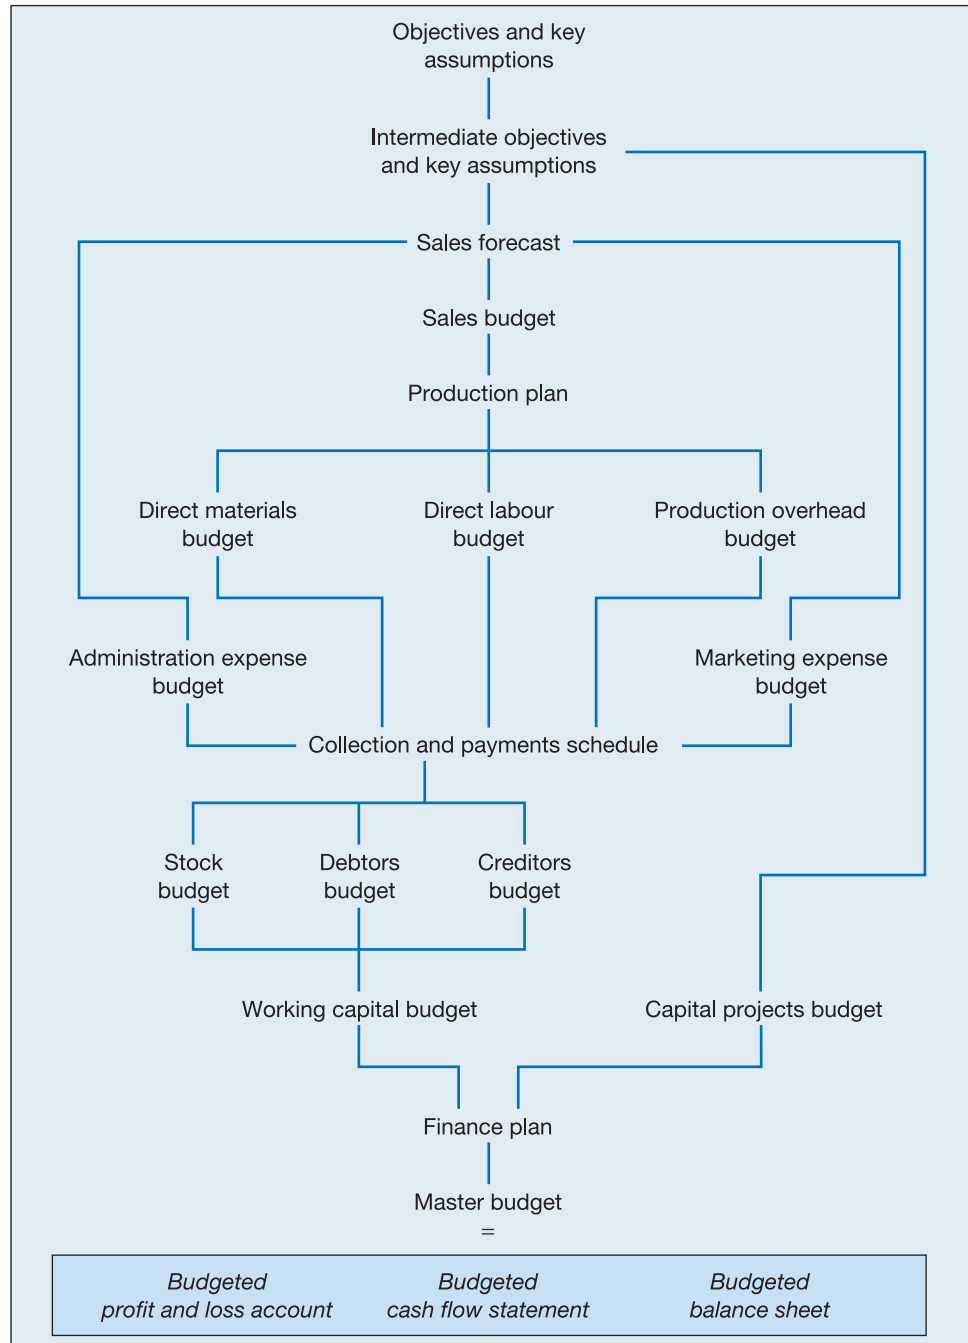 Objectives and key
assumptions
Intermediate objectives
and key assumptions
Sales forecast
Sales budget
Production plan
Direct materials
budget
Direct labour
budget
Production overhead
budget
Administration expense
budget
Marketing expense
budget
Collection and payments schedule
Stock
budget
Debtors
budget
Creditors
budget
Working capital budget
Capital projects budget
Finance plan
Master budget
=
Budgeted
profit and loss account
Budgeted
cash flow statement
Budgeted
balance sheet